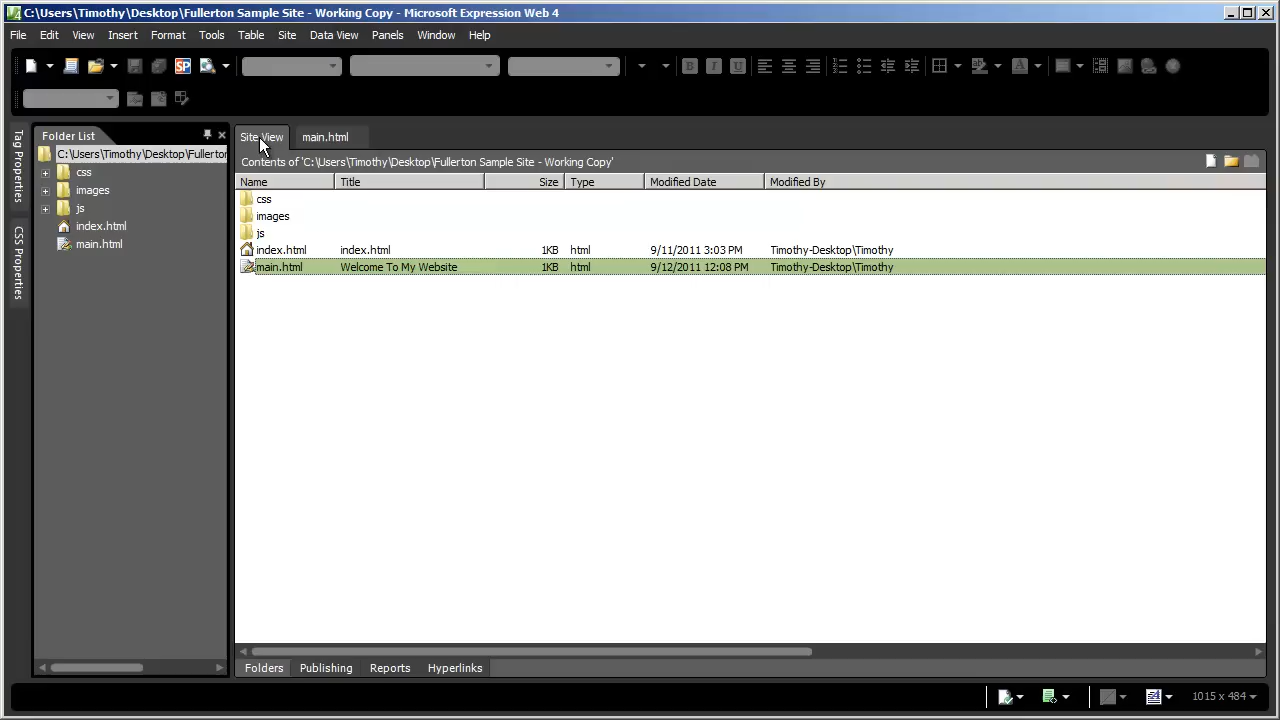 C:\Users\Timothy\Desktop\Fullerton Sample Site - Working Copy - Microsoft Expression Web 4
File Edit View Insert Format Tools Table Site Data View Panels Window Help
SP B I U A
Folder List
Site View main.html
C:\Users\Timothy\Desktop\Fullerton
Contents of 'C:\Users\Timothy\Desktop\Fullerton Sample Site - Working Copy'
Tag Properties
CSS Properties
css
images
js
index.html
main.html
Name Title Size Type Modified Date Modified By
css
images
js
index.html index.html 1KB html 9/11/2011 3:03 PM Timothy-Desktop\Timothy
main.html Welcome To My Website 1KB html 9/12/2011 12:08 PM Timothy-Desktop\Timothy
Folders Publishing Reports Hyperlinks
1015 x 484